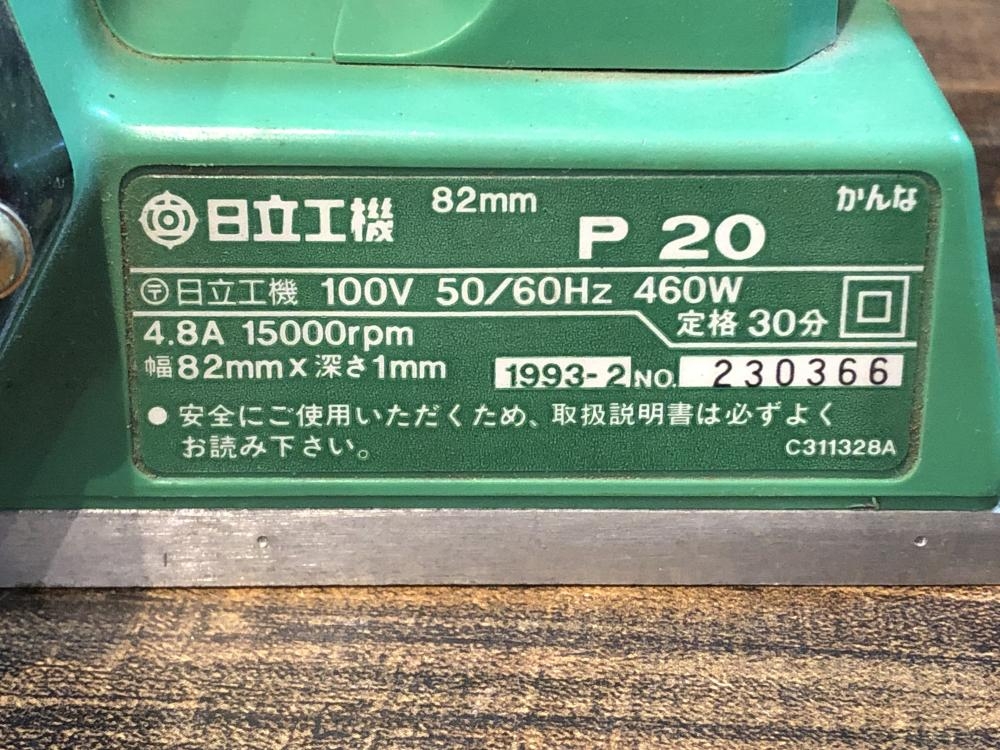 日立工機 82mm P 20 かんな
〒 日立工機 100V 50/60Hz 460W
4.8A 15000rpm 定格30分
幅82mm×深さ1mm 1993-2 NO. 230366
● 安全にご使用いただくため、取扱説明書は必ずよく
お読み下さい。 C311328A